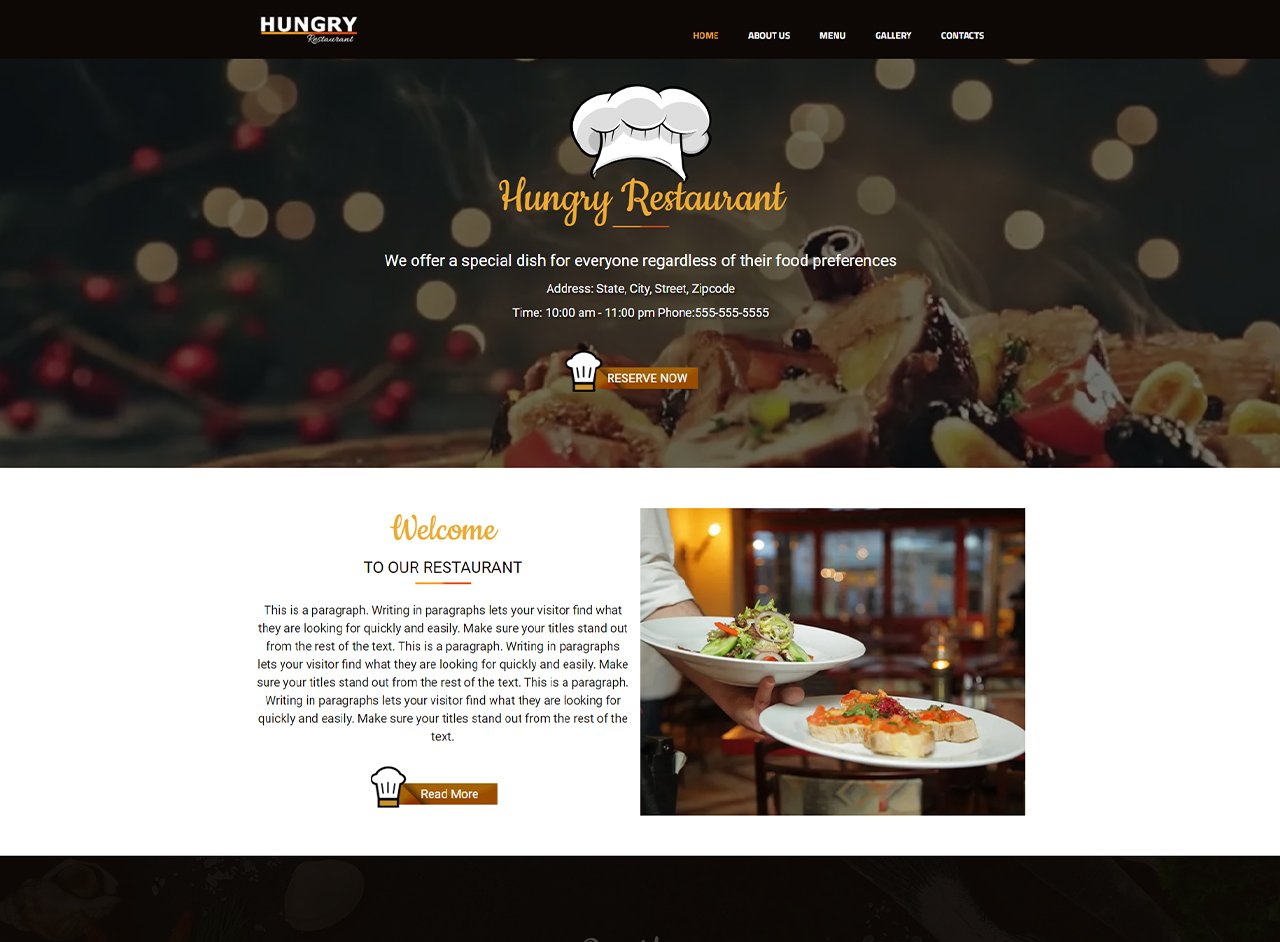 HUNGRY
Restaurant
HOME ABOUT US MENU GALLERY CONTACTS
Hungry Restaurant
We offer a special dish for everyone regardless of their food preferences
Address: State, City, Street, Zipcode
Time: 10:00 am - 11:00 pm Phone:555-555-5555
RESERVE NOW
Welcome
TO OUR RESTAURANT
This is a paragraph. Writing in paragraphs lets your visitor find what
they are looking for quickly and easily. Make sure your titles stand out
from the rest of the text. This is a paragraph. Writing in paragraphs
lets your visitor find what they are looking for quickly and easily. Make
sure your titles stand out from the rest of the text. This is a paragraph.
Writing in paragraphs lets your visitor find what they are looking for
quickly and easily. Make sure your titles stand out from the rest of the
text.
Read More